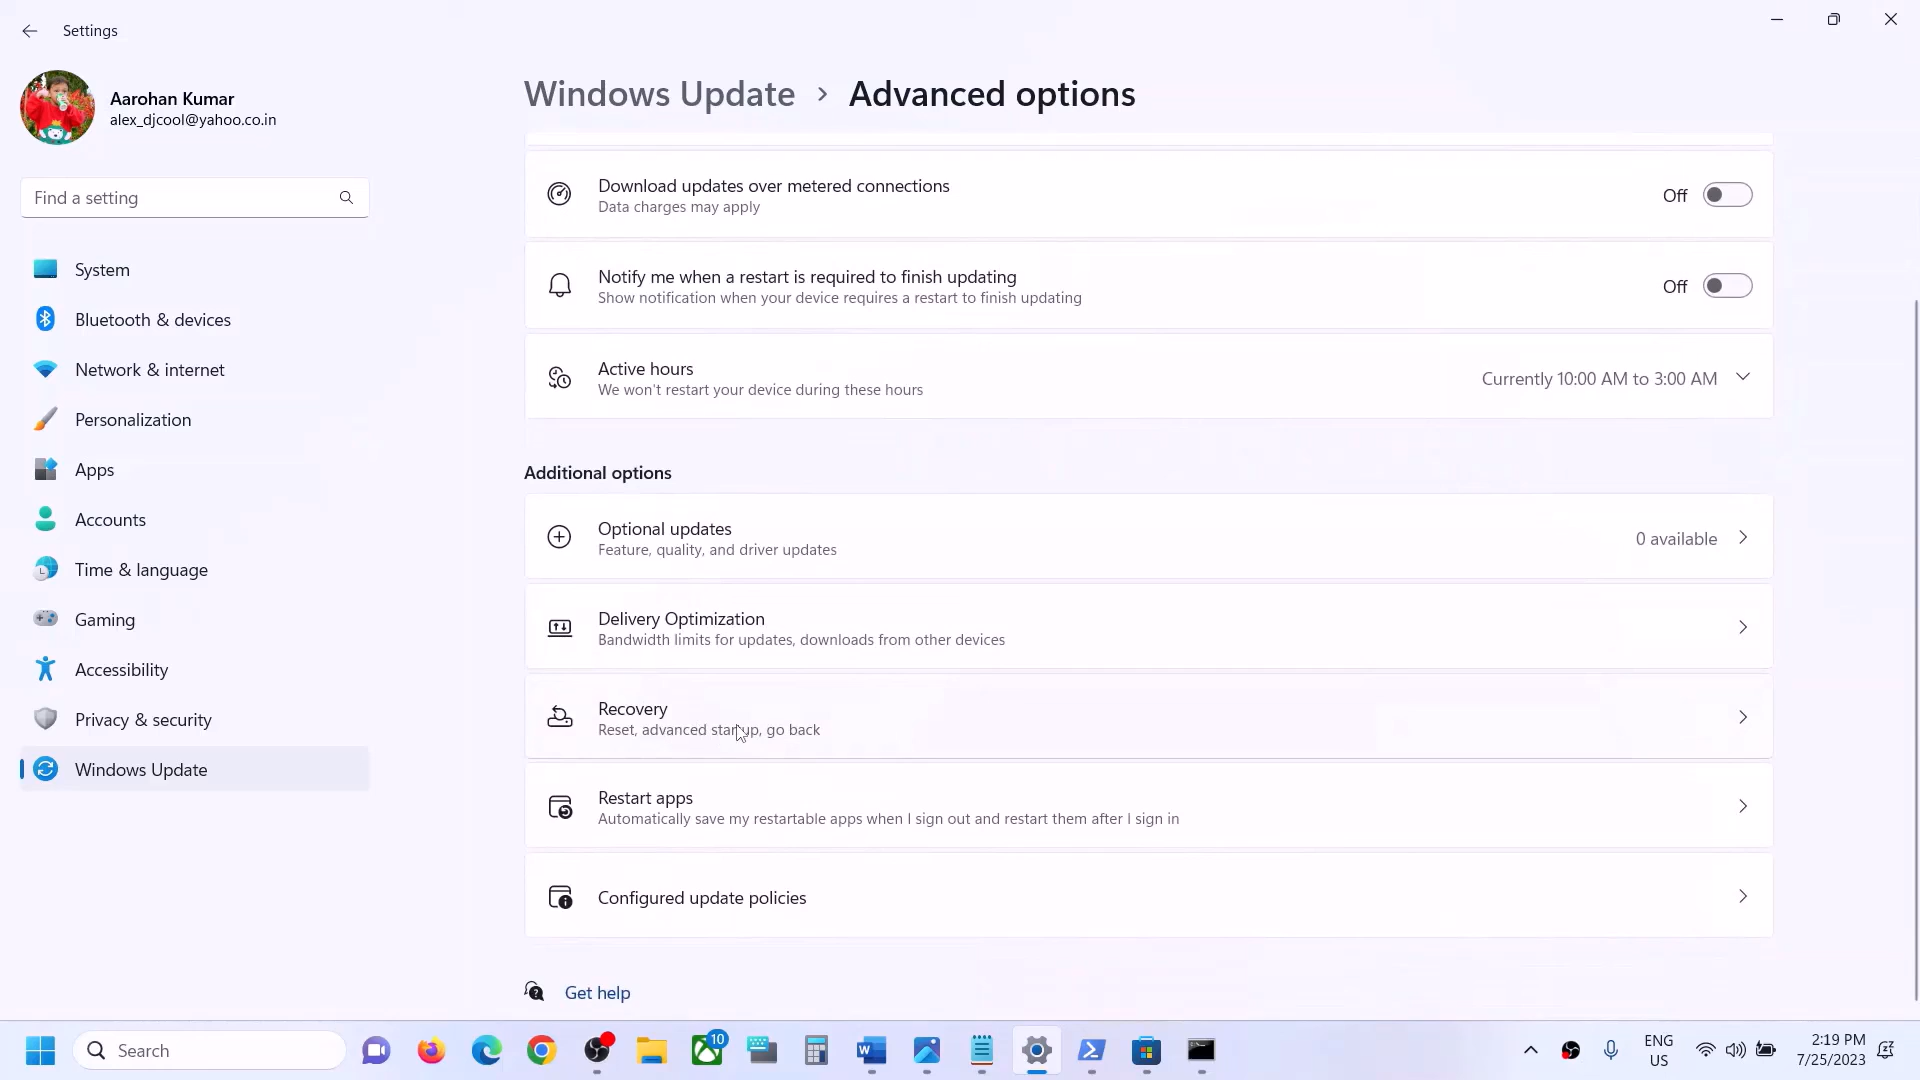 Settings
Aarohan Kumar
alex_djcool@yahoo.co.in
Find a setting
System
Bluetooth & devices
Network & internet
Personalization
Apps
Accounts
Time & language
Gaming
Accessibility
Privacy & security
Windows Update
Windows Update > Advanced options
Download updates over metered connections
Data charges may apply
Off
Notify me when a restart is required to finish updating
Show notification when your device requires a restart to finish updating
Off
Active hours
We won't restart your device during these hours
Currently 10:00 AM to 3:00 AM
Additional options
Optional updates
Feature, quality, and driver updates
0 available
Delivery Optimization
Bandwidth limits for updates, downloads from other devices
Recovery
Reset, advanced startup, go back
Restart apps
Automatically save my restartable apps when I sign out and restart them after I sign in
Configured update policies
Get help
Search
10
ENG
US
2:19 PM
7/25/2023